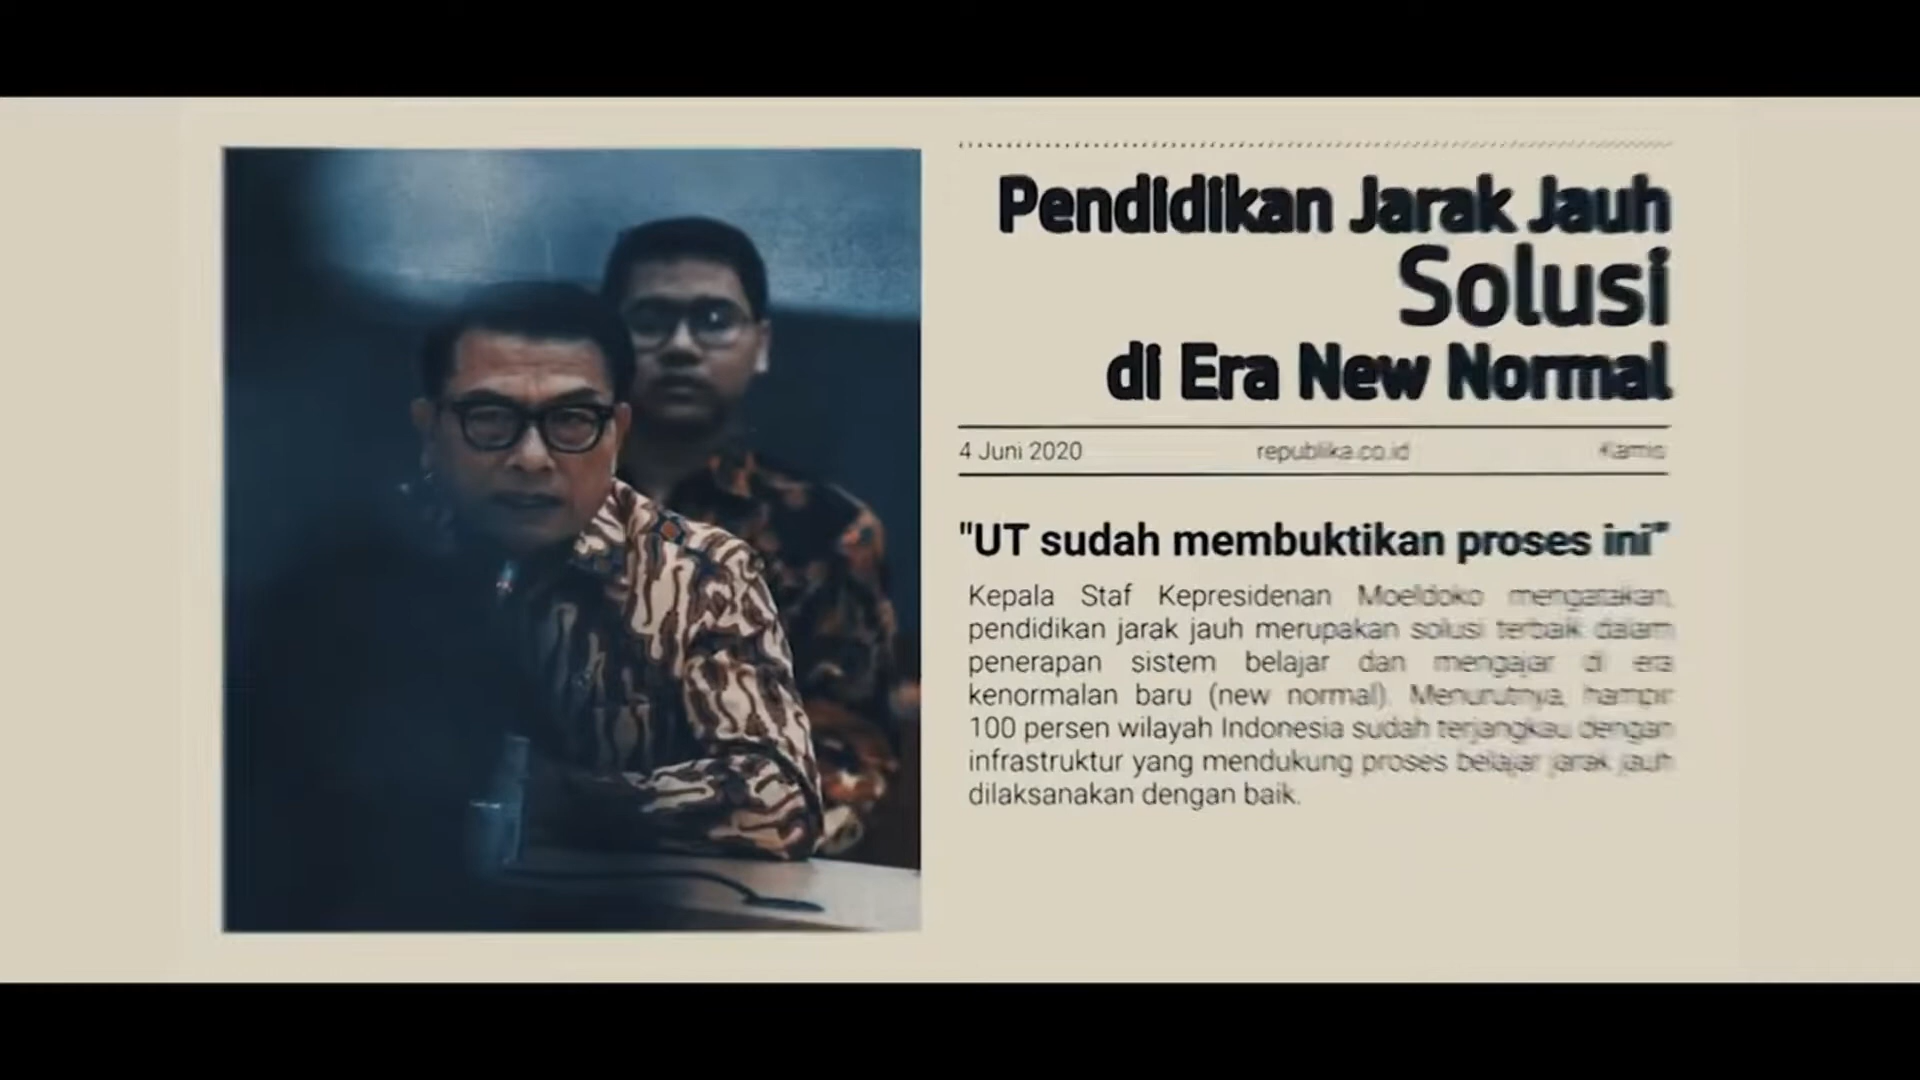 Pendidikan Jarak Jauh
Solusi
di Era New Normal
4 Juni 2020 republika.co.id Kamis
"UT sudah membuktikan proses ini"
Kepala Staf Kepresidenan Moeldoko mengatakan,
pendidikan jarak jauh merupakan solusi terbaik dalam
penerapan sistem belajar dan mengajar di era
kenormalan baru (new normal). Menurutnya, hampir
100 persen wilayah Indonesia sudah terjangkau dengan
infrastruktur yang mendukung proses belajar jarak jauh
dilaksanakan dengan baik.